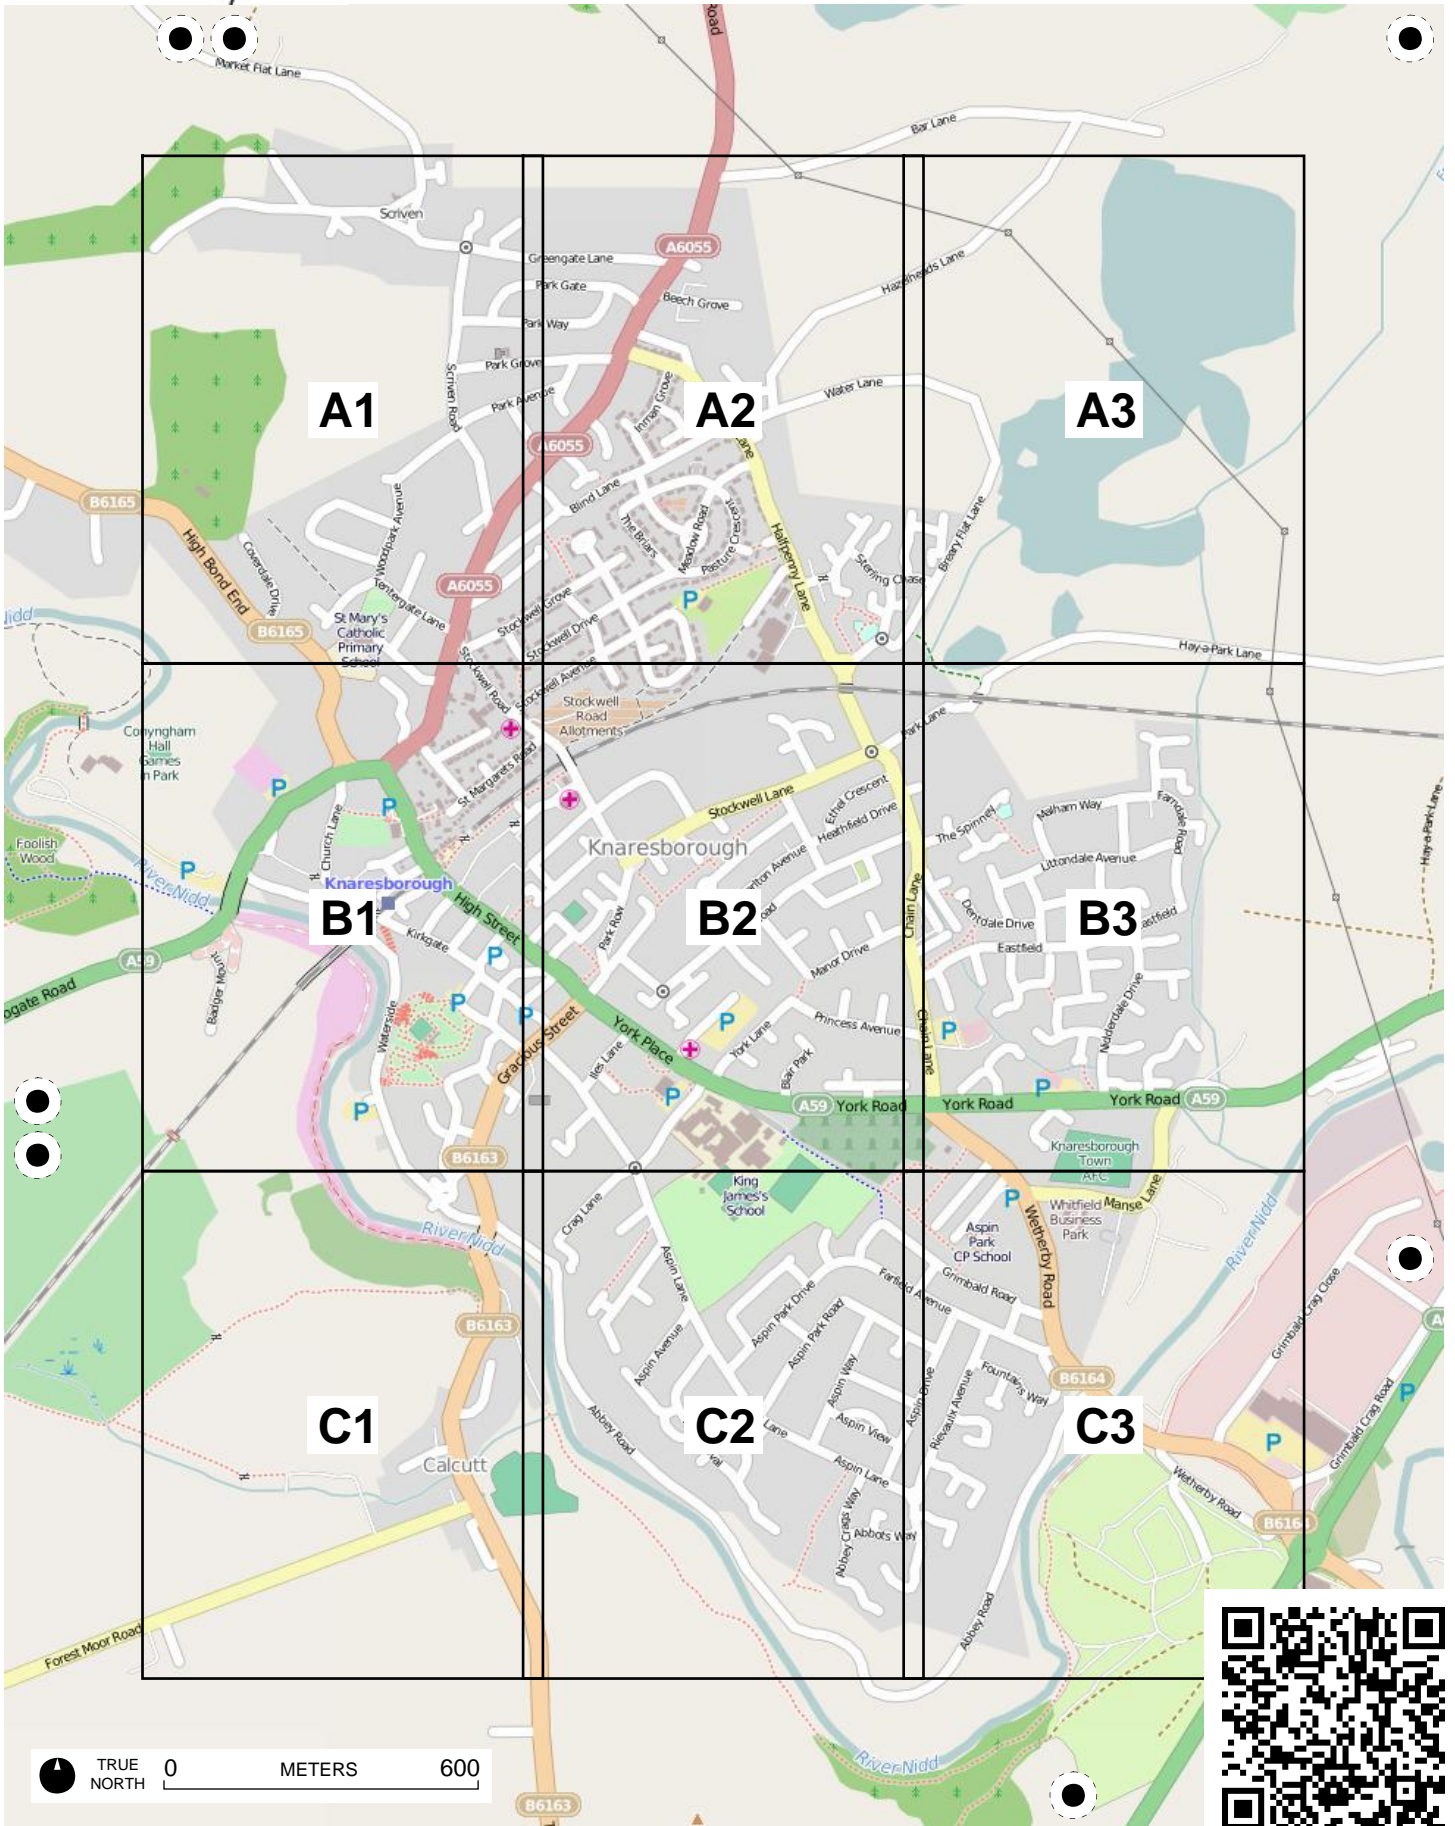 Road
Market Flat Lane
Bar Lane
Scriven
A6055
Greengate Lane
Hazelheads Lane
Park Gate
Beech Grove
Park Way
Park Grove
Scriven Road
Park Avenue
Inman Grove
Water Lane
A1
A2
A3
A6055
Lane
B6165
Blind Lane
Woodpark Avenue
The Briars
Meadow Road
Pasture Crescent
Halfpenny Lane
Breary Flat Lane
High Bond End
Coverdale Drive
Tentergate Lane
A6055
Sterling Chase
P
Stockwell Grove
Stockwell Drive
B6165
St Mary's
Catholic
Primary
School
Nidd
Hay-a-Park Lane
Stockwell Road
Stockwell Avenue
Stockwell
Road
Allotments
Conyngham
Hall
Games
n Park
Park Lane
St Margarets Road
P
P
Stockwell Lane
Ethel Crescent
Heathfield Drive
The Spinney
Malham Way
Farndale Road
Hay-a-Park Lane
Church Lane
Knaresborough
Littondale Avenue
Foolish
Wood
P
River Nidd
Knaresborough
B1
B2
B3
High Street
Kirkgate
Park Row
oad
Chain Lane
Dentdale Drive
Eastfield
astfield
Manor Drive
P
A59
ogate Road
Badger Mount
Waterside
P
P
Gracious Street
York Place
P
York Lane
Princess Avenue
Chain Lane
P
Nidderdale Drive
Iles Lane
Blair Park
P
P
P
A59
York Road
York Road
York Road
A59
B6163
Knaresborough
Town
AFC
King
James's
School
Crag Lane
P
Manse Lane
Whitfield
Business
Park
Aspin
Park
CP School
Wetherby Road
River Nidd
River Nidd
Aspin Lane
Farfield Avenue
Grimbald Road
B6163
Aspin Park Drive
Aspin Park Road
Aspin Avenue
Grimbald Crag Close
Aspin Way
Aspin Drive
Rievaulx Avenue
Fountains Way
B6164
P
C1
C2
C3
Abbey Road
Lane
Aspin View
val
Aspin Lane
P
Grimbald Crag Road
Calcutt
Wetherby Road
Abbey Crags Way
Abbots Way
B6164
Forest Moor Road
Abbey Road
River Nidd
TRUE
NORTH
0 METERS 600
B6163